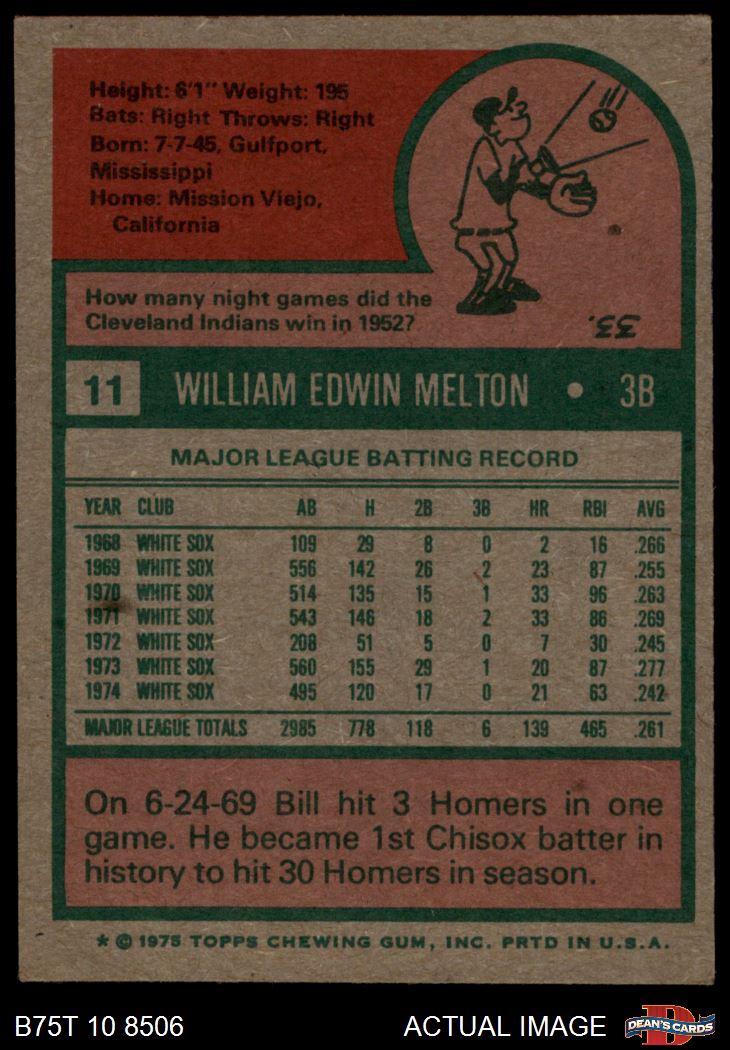 Height: 6'1" Weight: 195
Bats: Right Throws: Right
Born: 7-7-45, Gulfport,
Mississippi
Home: Mission Viejo,
California
How many night games did the
Cleveland Indians win in 1952?
33.
11 WILLIAM EDWIN MELTON • 3B
MAJOR LEAGUE BATTING RECORD
YEAR CLUB AB H 2B 3B HR RBI AVG
1968 WHITE SOX 109 29 8 0 2 16 .266
1969 WHITE SOX 556 142 26 2 23 87 .255
1970 WHITE SOX 514 135 15 1 33 96 .263
1971 WHITE SOX 543 146 18 2 33 86 .269
1972 WHITE SOX 208 51 5 0 7 30 .245
1973 WHITE SOX 560 155 29 1 20 87 .277
1974 WHITE SOX 495 120 17 0 21 63 .242
MAJOR LEAGUE TOTALS 2985 778 118 6 139 465 .261
On 6-24-69 Bill hit 3 Homers in one
game. He became 1st Chisox batter in
history to hit 30 Homers in season.
* © 1975 TOPPS CHEWING GUM, INC. PRTD IN U.S.A.
B75T 10 8506 ACTUAL IMAGE D DEAN'S CARDS